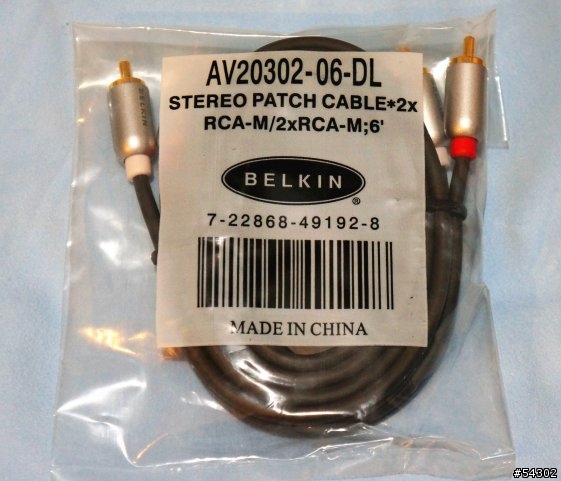 AV20302-06-DL
STEREO PATCH CABLE*2x
RCA-M/2xRCA-M;6'
BELKIN
®
7-22868-49192-8
MADE IN CHINA
BELKIN
#54302